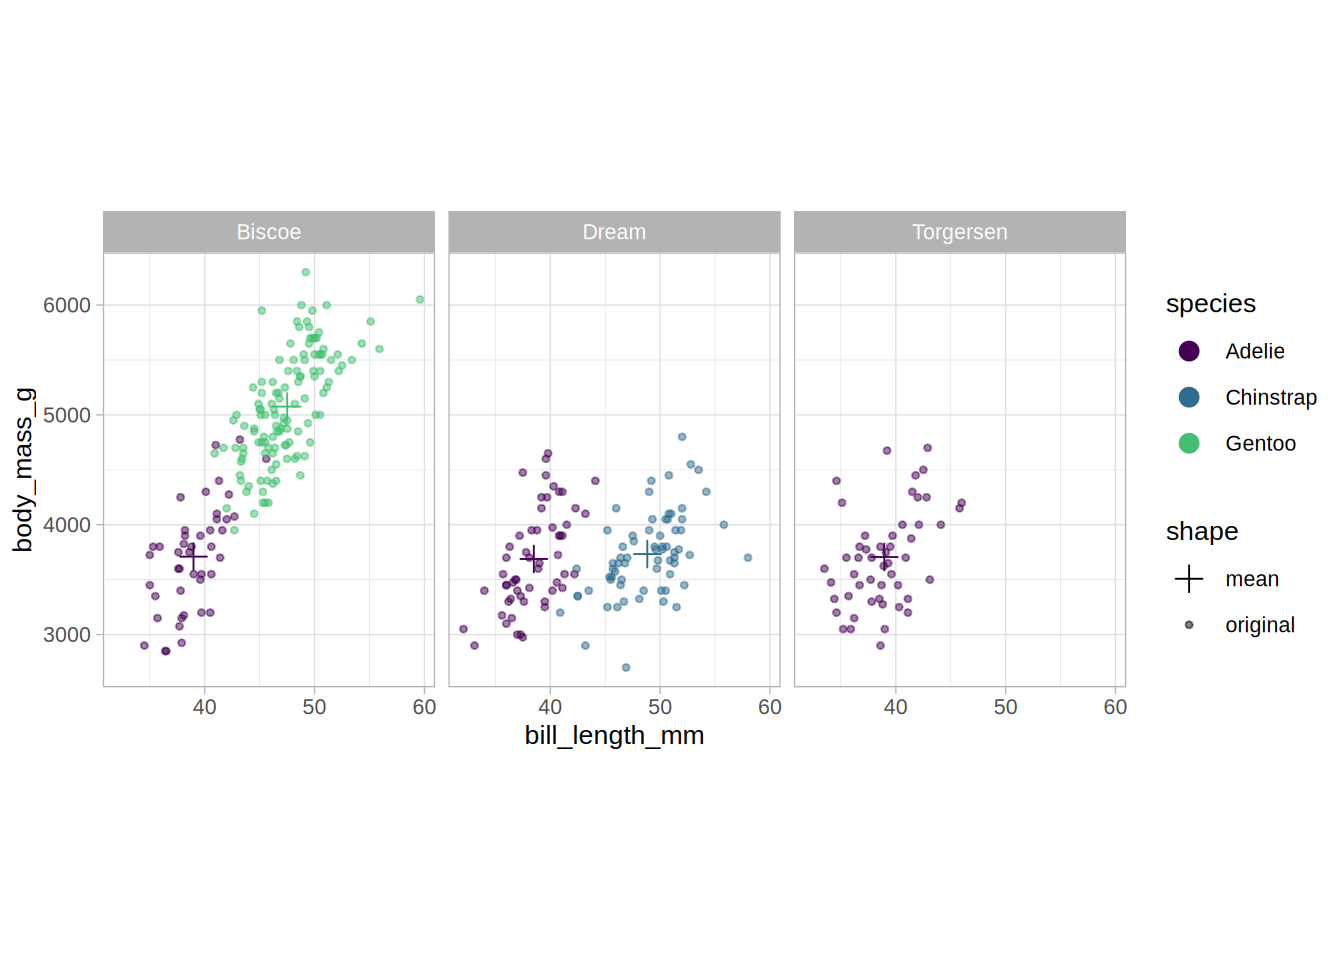 Biscoe
Dream
Torgersen
6000
5000
4000
3000
body_mass_g
40 50 60
40 50 60
40 50 60
bill_length_mm
species
Adelie
Chinstrap
Gentoo
shape
mean
original